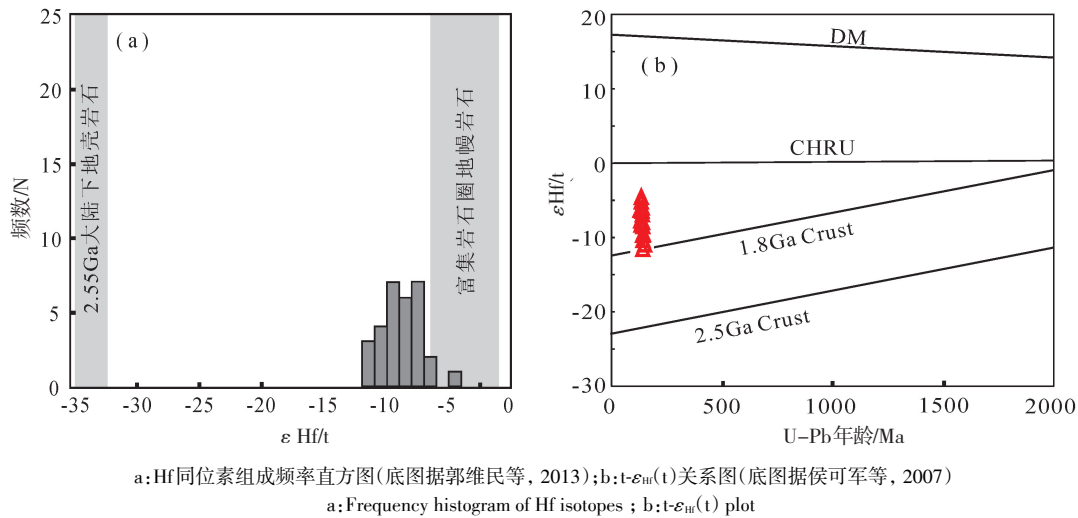 (a)
25
20
15
10
5
0
频数/N
2.55Ga大陆下地壳岩石
富集岩石圈地幔岩石
-35 -30 -25 -20 -15 -10 -5 0
ε Hf/t
(b)
20
10
0
-10
-20
-30
εHf/t
DM
CHRU
1.8Ga Crust
2.5Ga Crust
0 500 1000 1500 2000
U-Pb年龄/Ma
a:Hf同位素组成频率直方图(底图据郭维民等, 2013);b:t-εHf(t)关系图(底图据侯可军等, 2007)
a:Frequency histogram of Hf isotopes ; b:t-εHf(t) plot